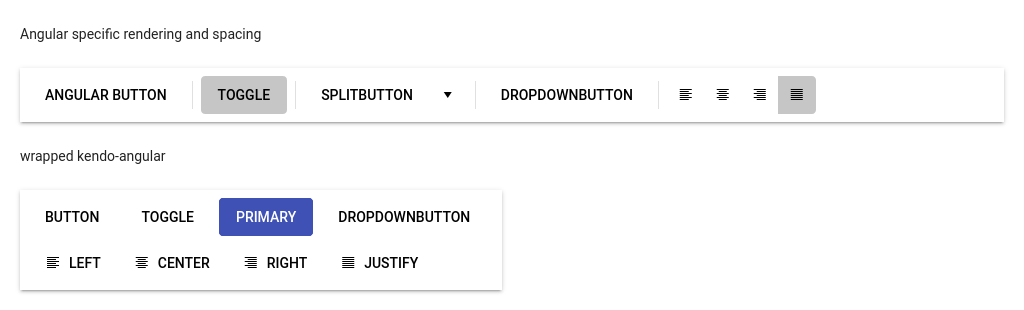 Angular specific rendering and spacing
ANGULAR BUTTON TOGGLE SPLITBUTTON DROPDOWNBUTTON
wrapped kendo-angular
BUTTON TOGGLE PRIMARY DROPDOWNBUTTON
LEFT CENTER RIGHT JUSTIFY